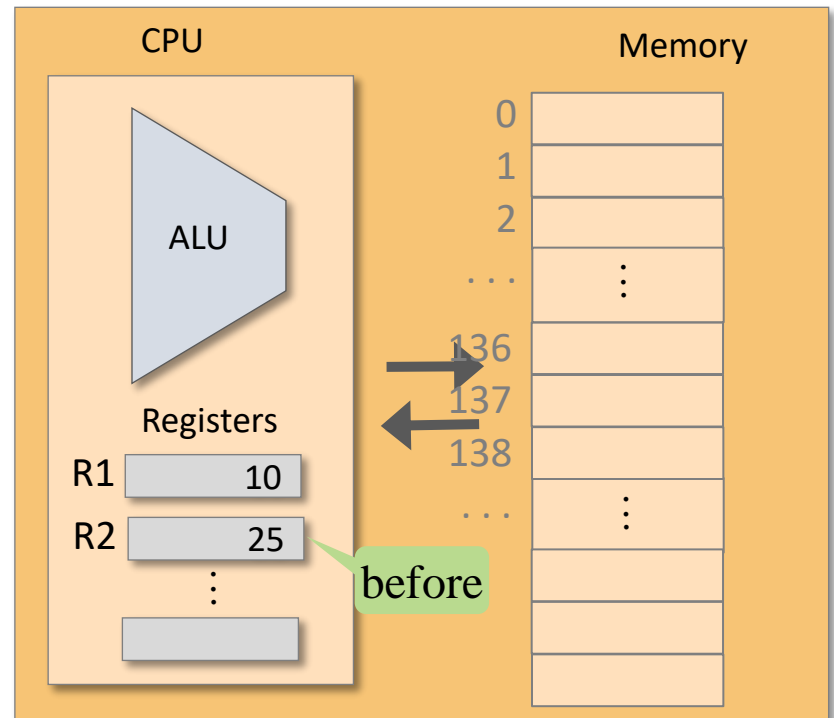 CPU
ALU
Registers
R1 10
R2 25
⋮
before
Memory
0
1
2
. . . ⋮
136
137
138
. . . ⋮